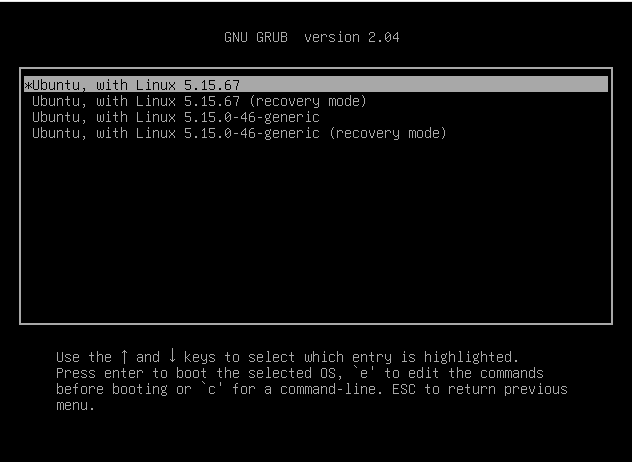 GNU GRUB  version 2.04
*Ubuntu, with Linux 5.15.67
Ubuntu, with Linux 5.15.67 (recovery mode)
Ubuntu, with Linux 5.15.0-46-generic
Ubuntu, with Linux 5.15.0-46-generic (recovery mode)
Use the ↑ and ↓ keys to select which entry is highlighted.
Press enter to boot the selected OS, `e' to edit the commands
before booting or `c' for a command-line. ESC to return previous
menu.